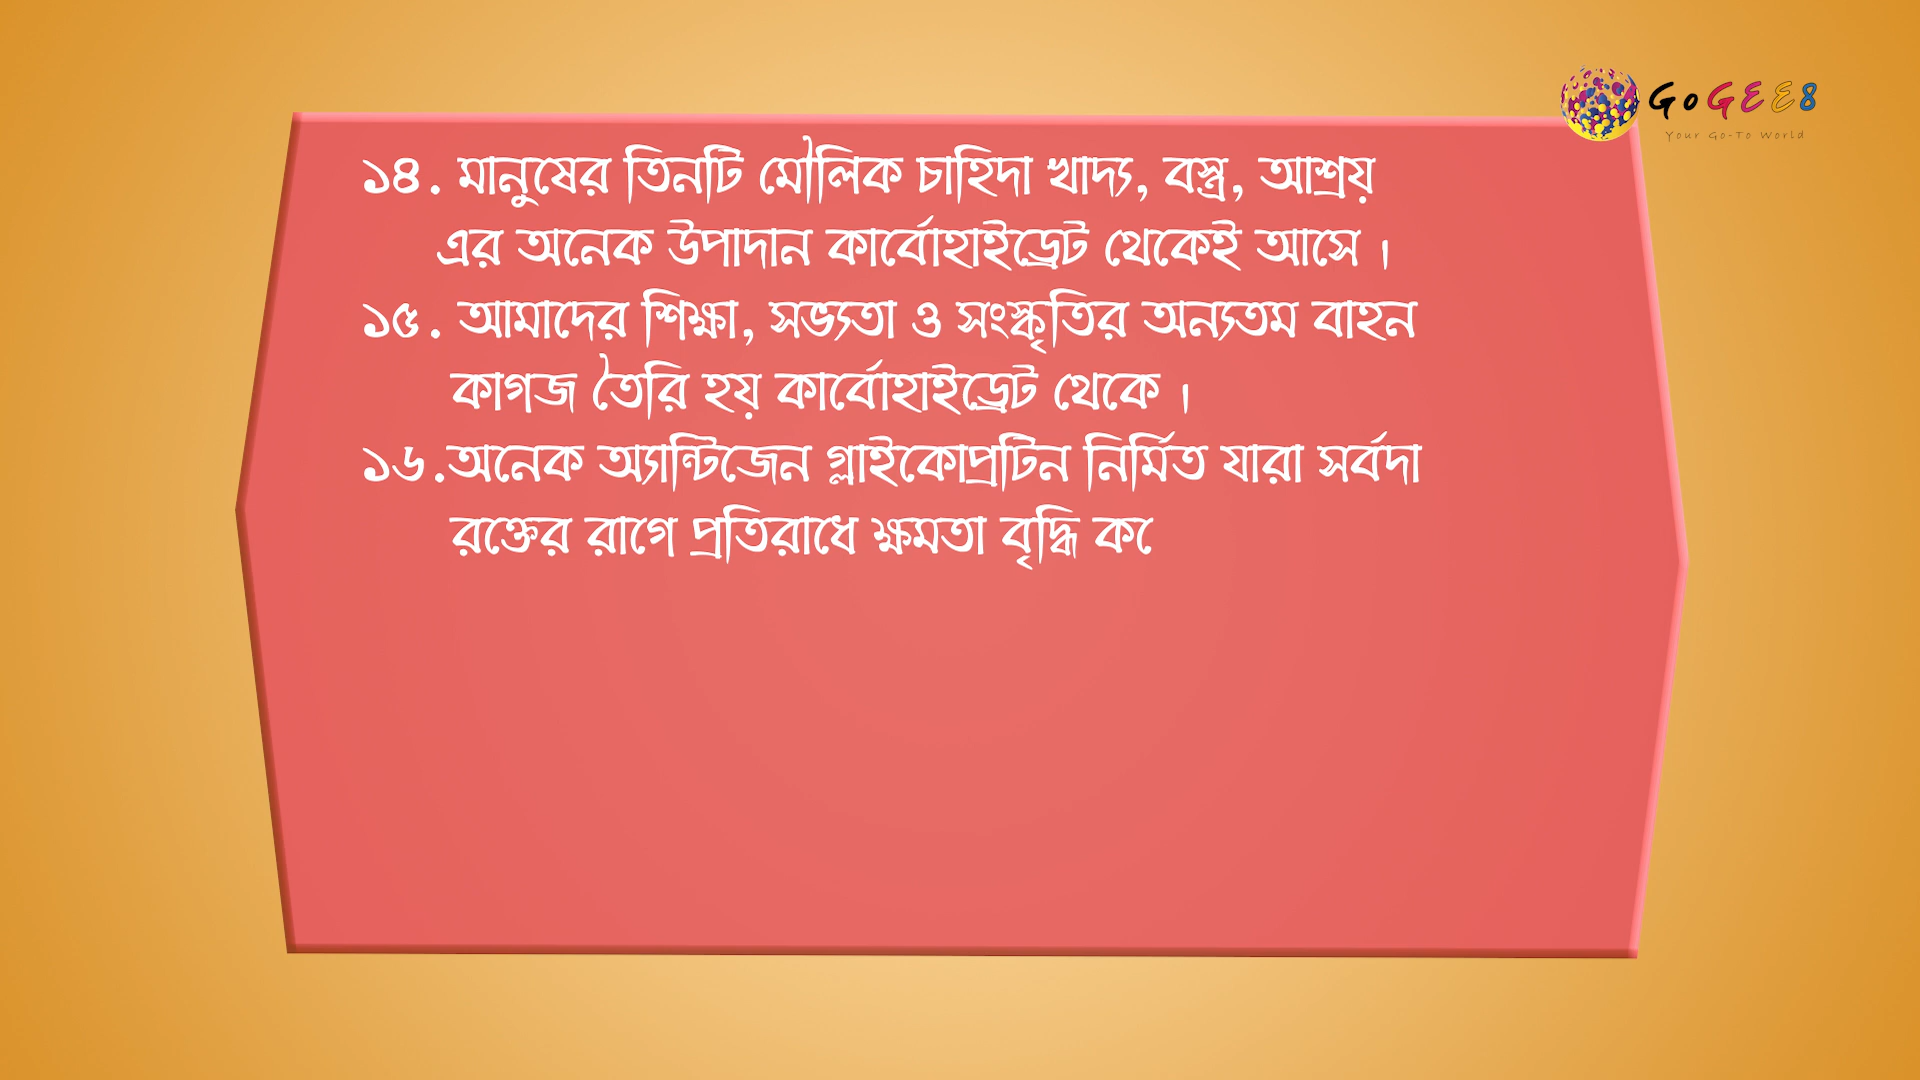 GoGEE8
Your Go-To World
১৪. মানুষের তিনটি মৌলিক চাহিদা খাদ্য, বস্ত্র, আশ্রয়
এর অনেক উপাদান কার্বোহাইড্রেট থেকেই আসে ।
১৫. আমাদের শিক্ষা, সভ্যতা ও সংস্কৃতির অন্যতম বাহন
কাগজ তৈরি হয় কার্বোহাইড্রেট থেকে ।
১৬.অনেক অ্যান্টিজেন গ্লাইকোপ্রটিন নির্মিত যারা সর্বদা
রক্তের রাগে প্রতিরাধে ক্ষমতা বৃদ্ধি কে